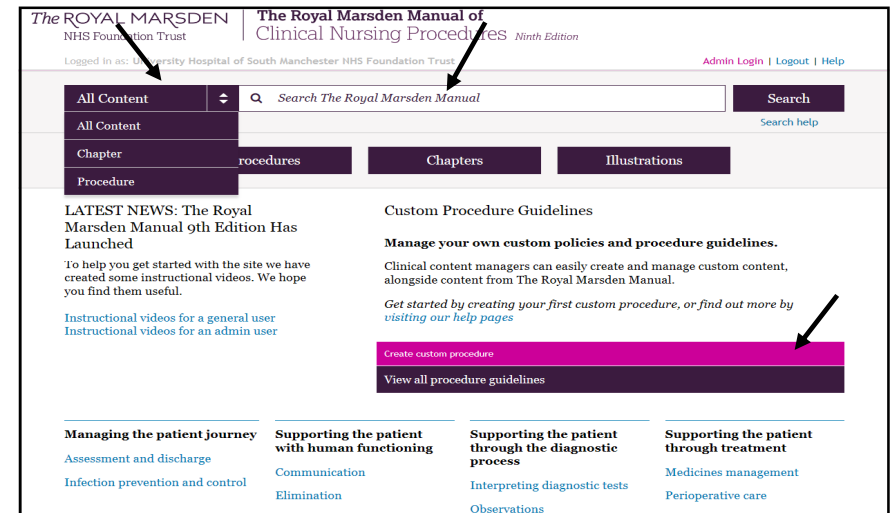 The ROYAL MARSDEN
NHS Foundation Trust
The Royal Marsden Manual of
Clinical Nursing Procedures Ninth Edition
Logged in as: University Hospital of South Manchester NHS Foundation Trust
Admin Login | Logout | Help
All Content
Search The Royal Marsden Manual
Search
Search help
All Content
Chapter
Procedure
rocedures
Chapters
Illustrations
LATEST NEWS: The Royal
Marsden Manual 9th Edition Has
Launched
To help you get started with the site we have
created some instructional videos. We hope
you find them useful.
Instructional videos for a general user
Instructional videos for an admin user
Custom Procedure Guidelines
Manage your own custom policies and procedure guidelines.
Clinical content managers can easily create and manage custom content,
alongside content from The Royal Marsden Manual.
Get started by creating your first custom procedure, or find out more by
visiting our help pages
Create custom procedure
View all procedure guidelines
Managing the patient journey
Assessment and discharge
Infection prevention and control
Supporting the patient
with human functioning
Communication
Elimination
Supporting the patient
through the diagnostic
process
Interpreting diagnostic tests
Observations
Supporting the patient
through treatment
Medicines management
Perioperative care